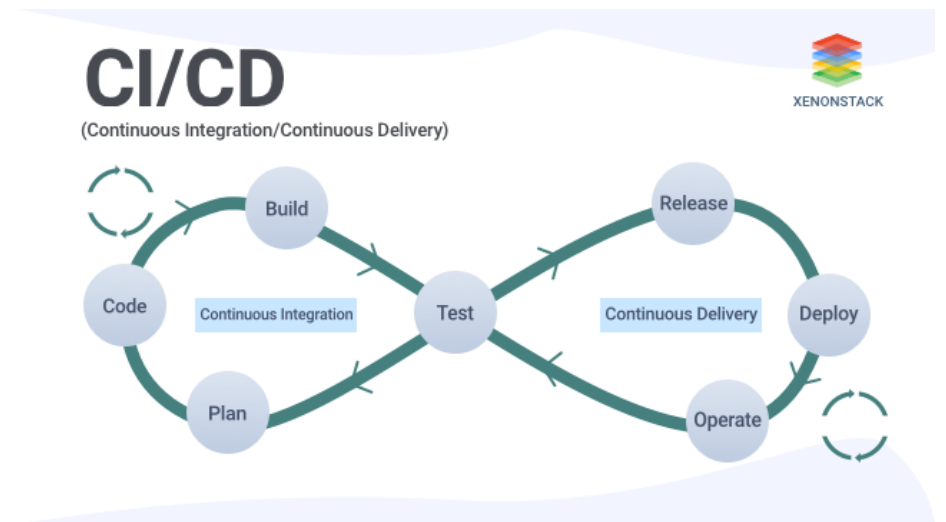 CI/CD
(Continuous Integration/Continuous Delivery)
XENONSTACK
Build
Release
Code
Continuous Integration
Test
Continuous Delivery
Deploy
Plan
Operate